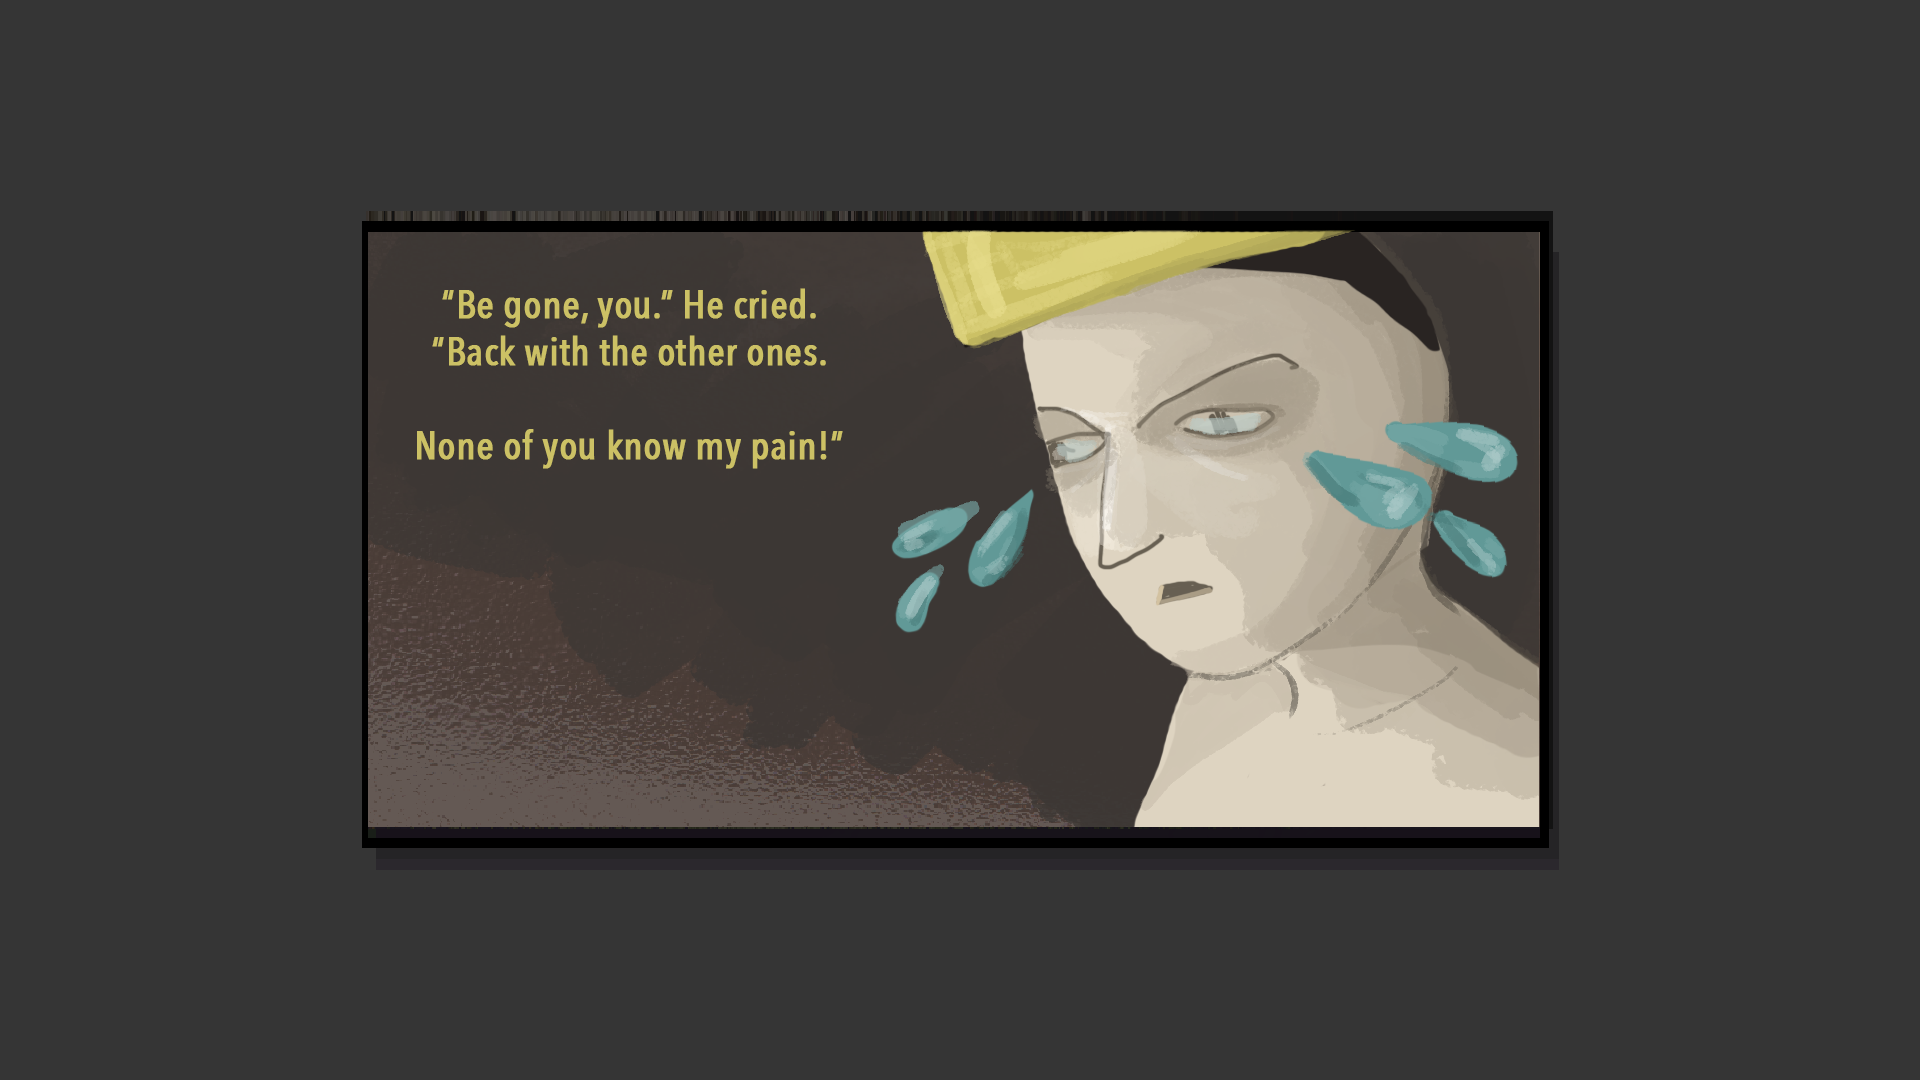 “Be gone, you.” He cried.
“Back with the other ones.
None of you know my pain!”